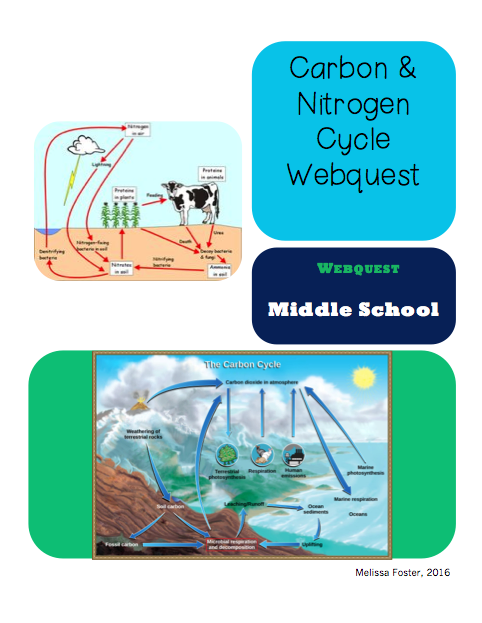 Carbon &
Nitrogen
Cycle
Webquest
Nitrogen
in air
Lightning
Proteins
in plants
Feeding
Proteins
in animals
Urea
Death
Denitrifying
bacteria
Nitrogen-fixing
bacteria in soil
Nitrates
in soil
Nitrifying
bacteria
Decay bacteria
& fungi
Ammonia
in soil
WEBQUEST
Middle School
The Carbon Cycle
Carbon dioxide in atmosphere
Weathering of
terrestrial rocks
Terrestrial
photosynthesis
Respiration
Human
emissions
Marine
photosynthesis
Marine respiration
Soil carbon
Leaching/Runoff
Ocean
sediments
Oceans
Fossil carbon
Microbial respiration
and decomposition
Uplifting
Melissa Foster, 2016